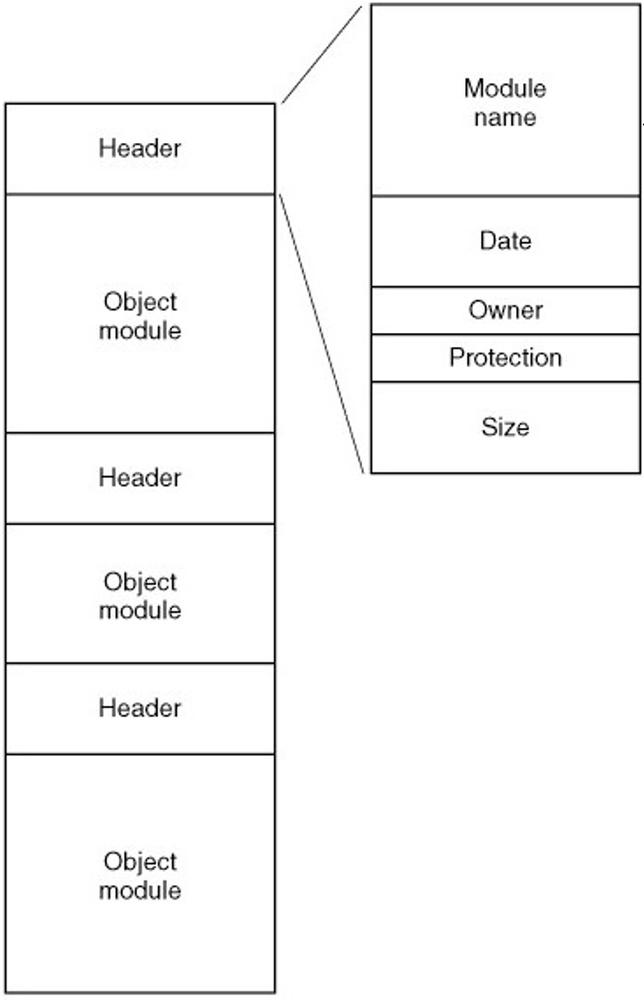 Header
Object
module
Header
Object
module
Header
Object
module
Module
name
Date
Owner
Protection
Size